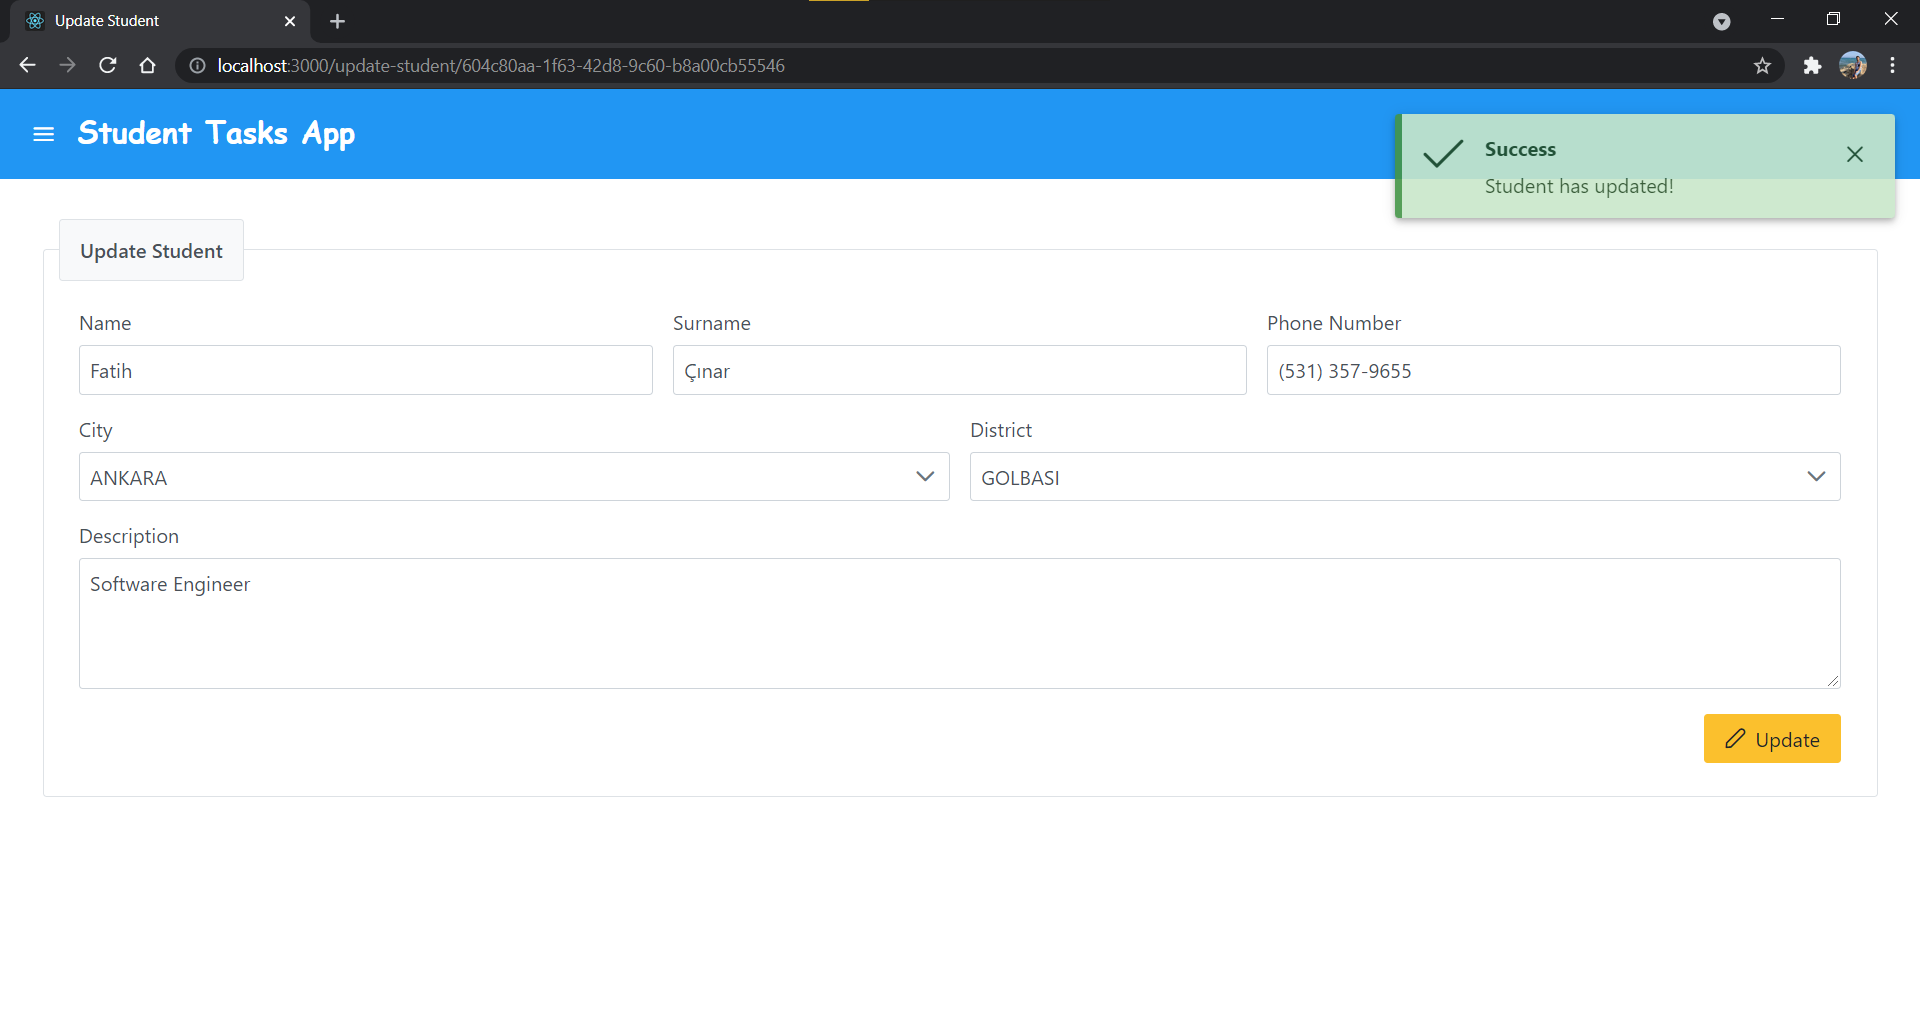 Update Student
localhost:3000/update-student/604c80aa-1f63-42d8-9c60-b8a00cb55546
Student Tasks App
Success
Student has updated!
Update Student
Name
Surname
Phone Number
Fatih
Çınar
(531) 357-9655
City
District
ANKARA
GOLBASI
Description
Software Engineer
Update